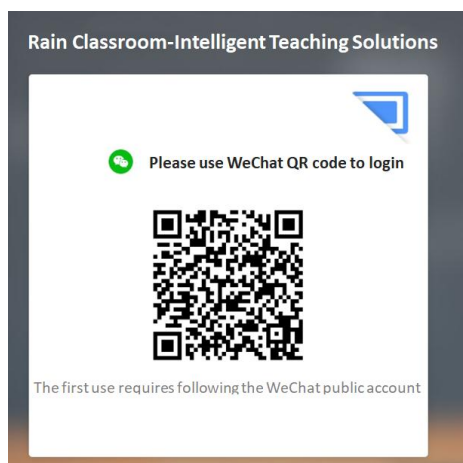 Rain Classroom-Intelligent Teaching Solutions
Please use WeChat QR code to login
The first use requires following the WeChat public account